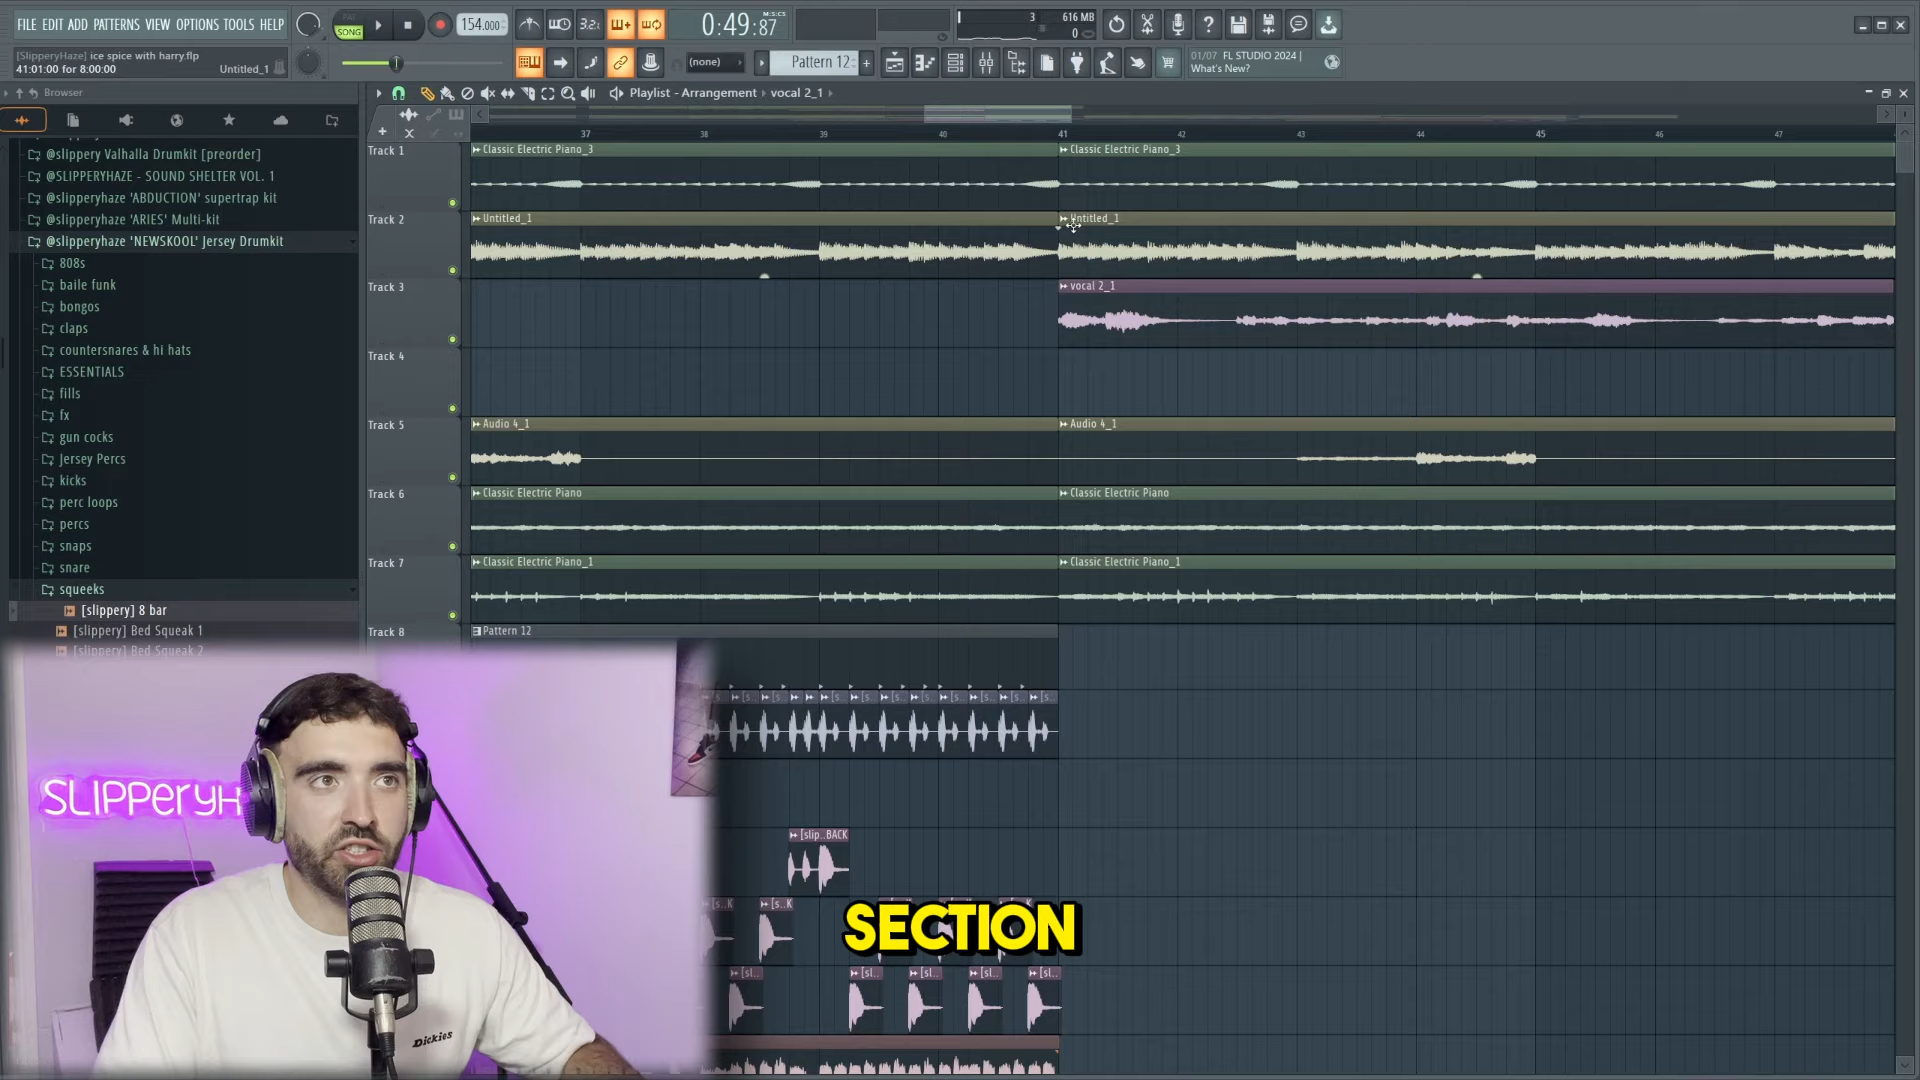 FILE EDIT ADD PATTERNS VIEW OPTIONS TOOLS HELP
SONG
154.000
3.2.
0:49:87
M:S:CS
3
616 MB
0
[SlipperyHaze] ice spice with harry.flp
41:01:00 for 8:00:00
Untitled_1
(none)
Pattern 12
+
01/07 FL STUDIO 2024 |
What's New?
Browser
Playlist - Arrangement
vocal 2_1
37
38
39
40
41
42
43
44
45
46
47
@slippery Valhalla Drumkit [preorder]
@SLIPPERYHAZE - SOUND SHELTER VOL. 1
@slipperyhaze 'ABDUCTION' supertrap kit
@slipperyhaze 'ARIES' Multi-kit
@slipperyhaze 'NEWSKOOL' Jersey Drumkit
808s
baile funk
bongos
claps
countersnares & hi hats
ESSENTIALS
fills
fx
gun cocks
Jersey Percs
kicks
perc loops
percs
snaps
snare
squeeks
[slippery] 8 bar
[slippery] Bed Squeak 1
[slippery] Bed Squeak 2
Track 1
Classic Electric Piano_3
Classic Electric Piano_3
Track 2
Untitled_1
Untitled_1
Track 3
vocal 2_1
Track 4
Track 5
Audio 4_1
Audio 4_1
Track 6
Classic Electric Piano
Classic Electric Piano
Track 7
Classic Electric Piano_1
Classic Electric Piano_1
Track 8
Pattern 12
[slip..BACK
[s..K
[s..K
[sl..
[sl..
[sl..
[sl..
[sl..
SLIPPeryH
Dickies
SECTION